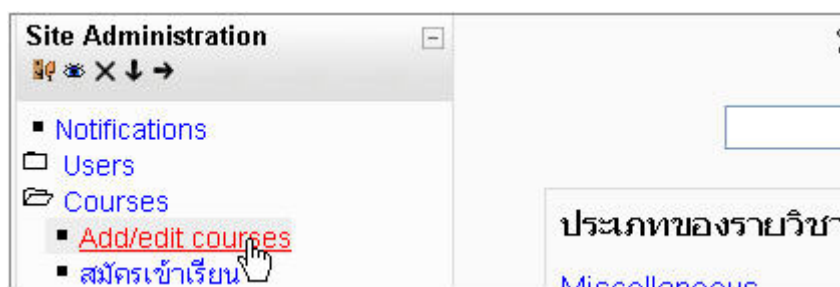 Site Administration
Notifications
Users
Courses
Add/edit courses
สมัครเข้าเรียน
ประเภทของรายวิชา
Miscellaneous